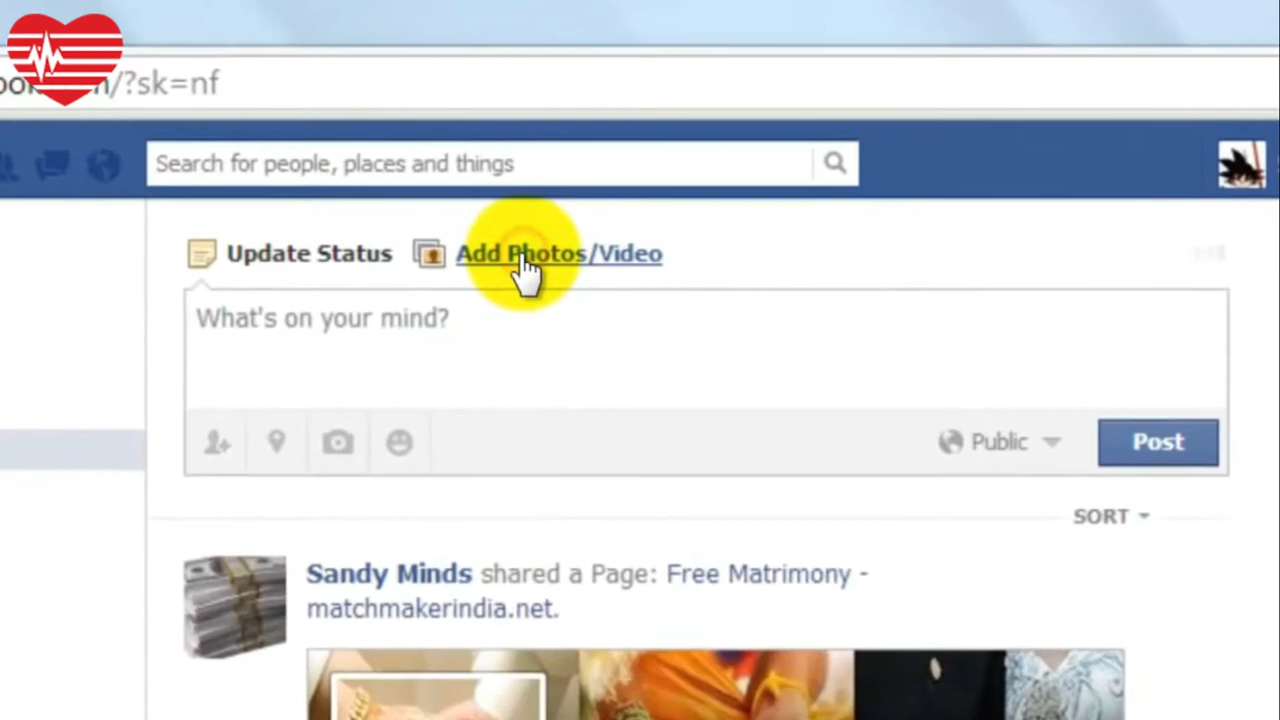 /?sk=nf
Search for people, places and things
Update Status Add Photos/Video
What's on your mind?
Public Post
SORT
Sandy Minds shared a Page: Free Matrimony -
matchmakerindia.net.